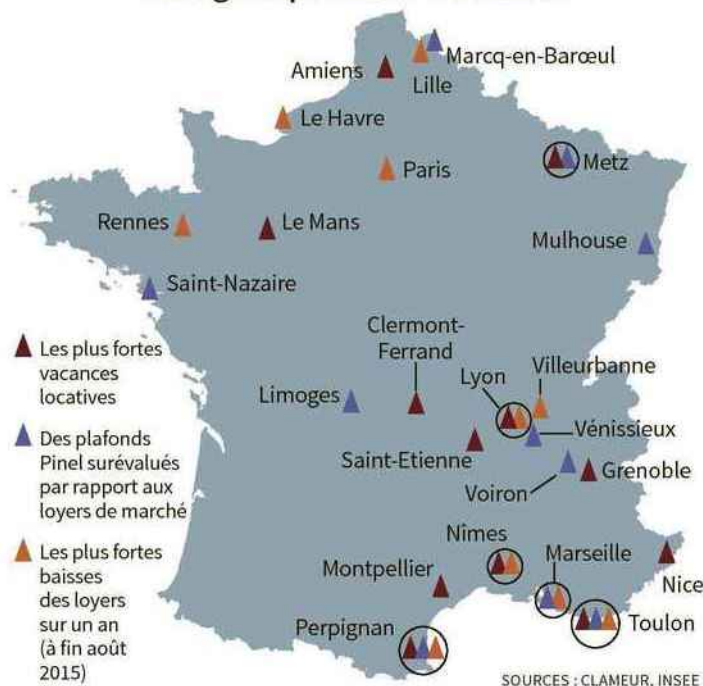 Marcq-en-Barœul
Amiens
Lille
Le Havre
Paris
Metz
Rennes
Le Mans
Mulhouse
Saint-Nazaire
Clermont-
Ferrand
Villeurbanne
Lyon
Limoges
Vénissieux
Saint-Etienne
Grenoble
Voiron
Nîmes
Marseille
Montpellier
Nice
Perpignan
Toulon
Les plus fortes
vacances
locatives
Des plafonds
Pinel surévalués
par rapport aux
loyers de marché
Les plus fortes
baisses
des loyers
sur un an
(à fin août
2015)
SOURCES : CLAMEUR, INSEE